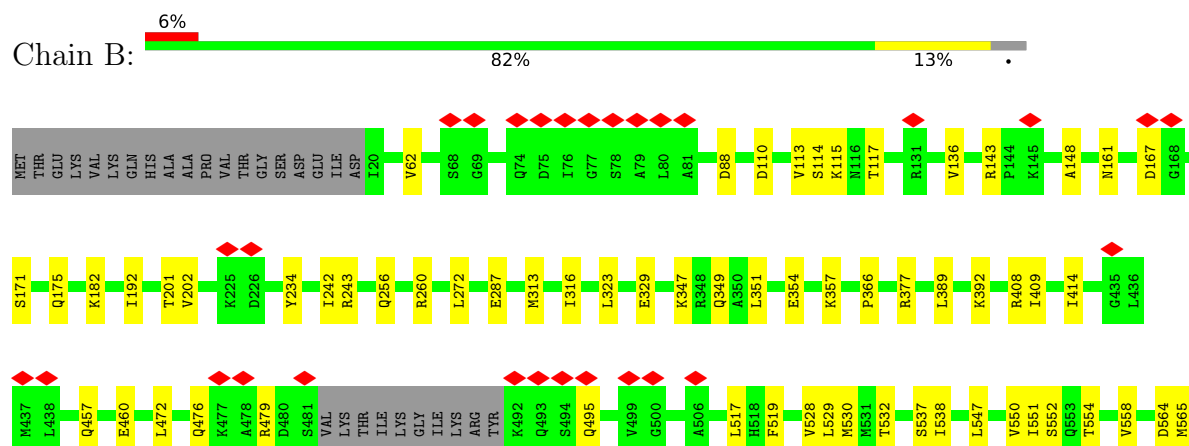 6%
Chain B:
82% 13% •
MET THR GLU LYS VAL LYS GLN HIS ALA ALA PRO VAL THR GLY SER ASP GLU ILE ASP I20 V62 S68 G69 Q74 D75 I76 G77 S78 A79 L80 A81 D88 D110 V113 S114 K115 N116 T117 R131 V136 R143 P144 K145 A148 N161 D167 G168
S171 Q175 K182 I192 T201 V202 K225 D226 Y234 I242 R243 Q256 R260 L272 E287 M313 I316 L323 E329 K347 R348 Q349 A350 L351 E354 K357 P366 R377 L389 K392 R408 I409 I414 G435 L436
M437 L438 Q457 E460 L472 Q476 K477 A478 R479 D480 S481 VAL LYS THR ILE LYS GLY ILE LYS ARG TYR K492 Q493 S494 Q495 V499 G500 A506 L517 H518 F519 V528 L529 M530 M531 T532 S537 I538 L547 V550 I551 S552 Q553 T554 V558 D564 M565